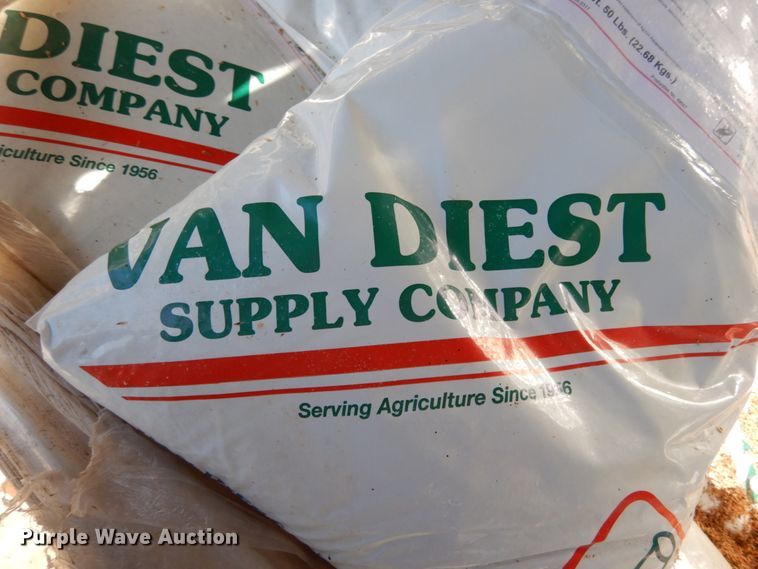 DIEST
COMPANY
iculture Since 1956
VAN DIEST
SUPPLY COMPANY
Serving Agriculture Since 1956
50 Lbs. (22.68 Kgs.)
Purple Wave Auction